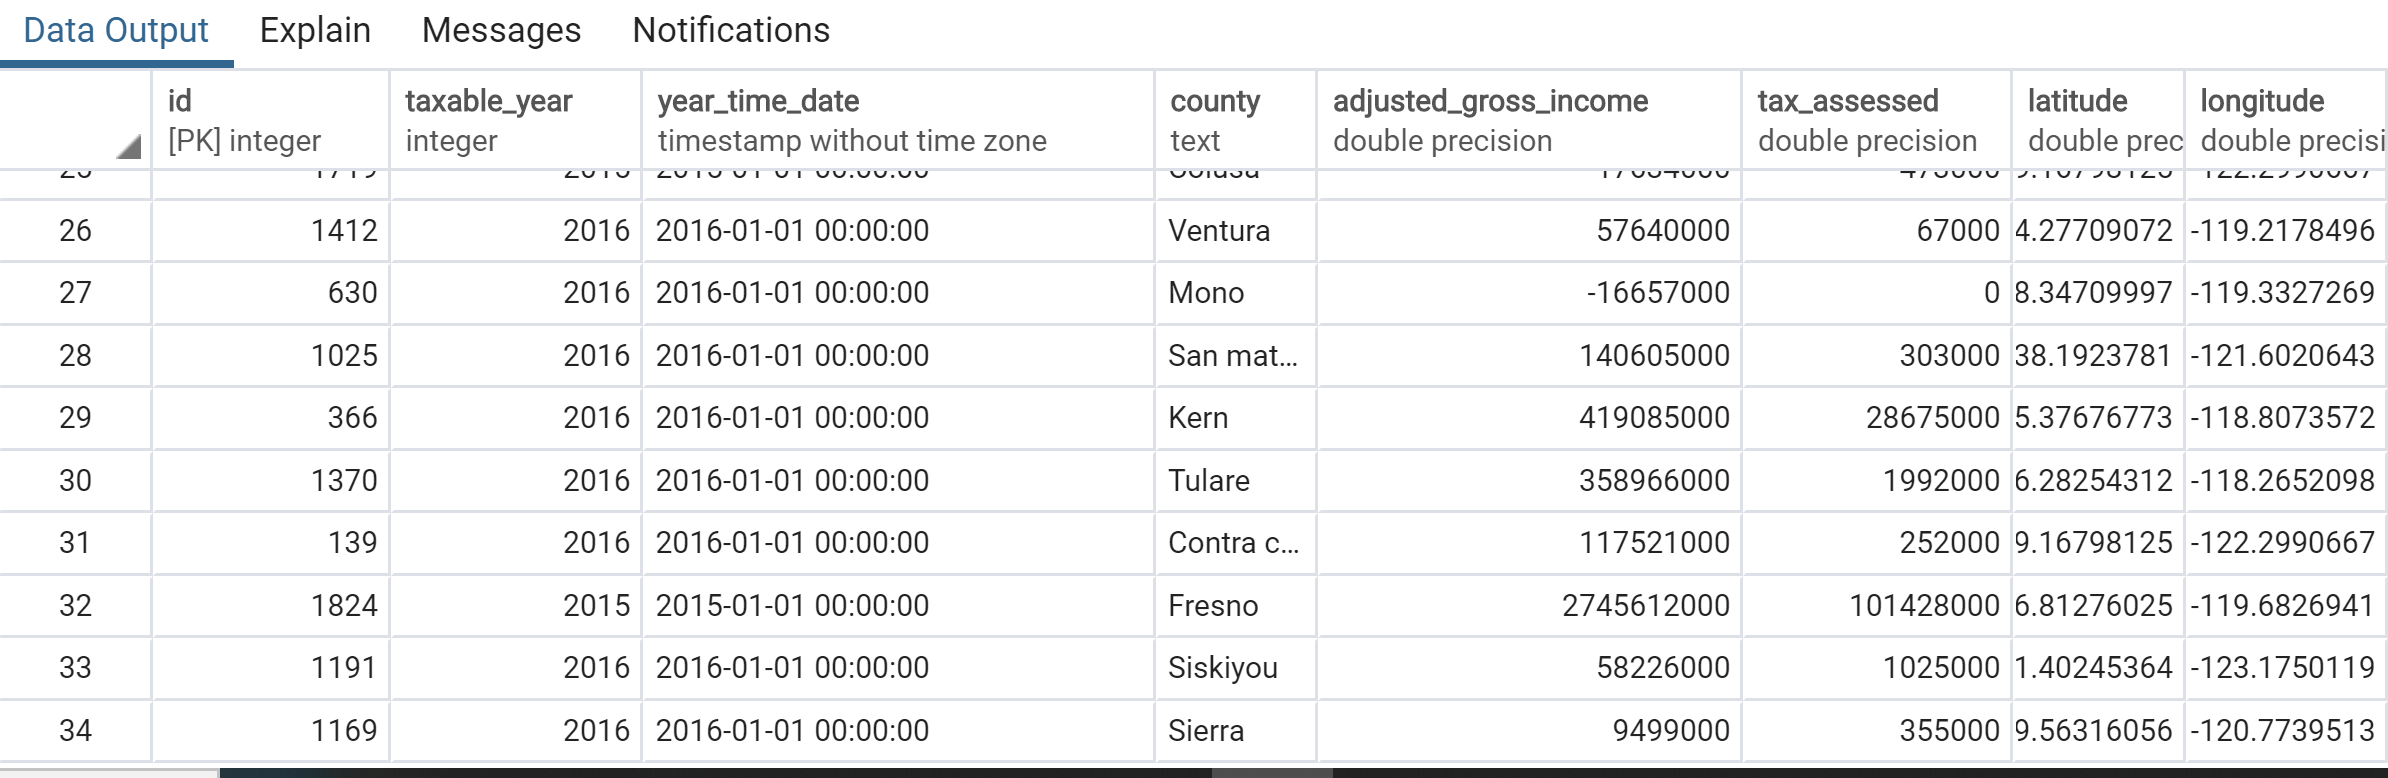 Data Output Explain Messages Notifications
id taxable_year year_time_date county adjusted_gross_income tax_assessed latitude longitude
[PK] integer integer timestamp without time zone text double precision double precision double prec double precisi
26 1412 2016 2016-01-01 00:00:00 Ventura 57640000 67000 4.27709072 -119.2178496
27 630 2016 2016-01-01 00:00:00 Mono -16657000 0 8.34709997 -119.3327269
28 1025 2016 2016-01-01 00:00:00 San mat... 140605000 303000 38.1923781 -121.6020643
29 366 2016 2016-01-01 00:00:00 Kern 419085000 28675000 5.37676773 -118.8073572
30 1370 2016 2016-01-01 00:00:00 Tulare 358966000 1992000 6.28254312 -118.2652098
31 139 2016 2016-01-01 00:00:00 Contra c... 117521000 252000 9.16798125 -122.2990667
32 1824 2015 2015-01-01 00:00:00 Fresno 2745612000 101428000 6.81276025 -119.6826941
33 1191 2016 2016-01-01 00:00:00 Siskiyou 58226000 1025000 1.40245364 -123.1750119
34 1169 2016 2016-01-01 00:00:00 Sierra 9499000 355000 9.56316056 -120.7739513